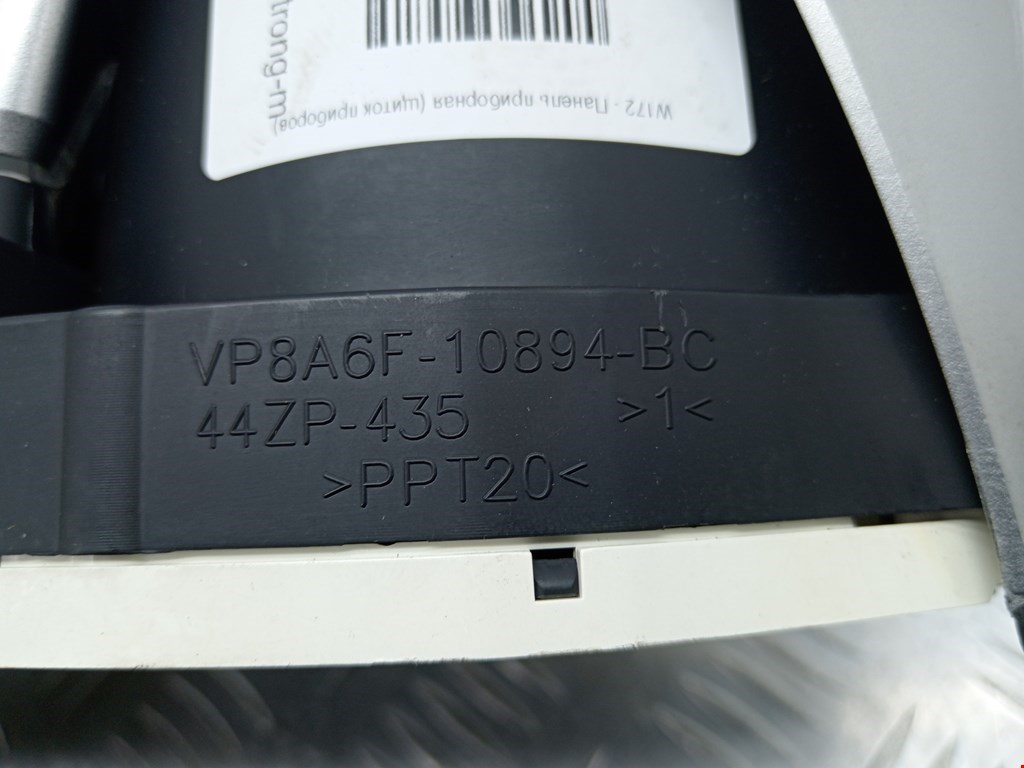 trong-m
W172 - Панель приборная (щиток приборов)
VP8A6F-10894-BC
44ZP-435 >1<
>PPT20<